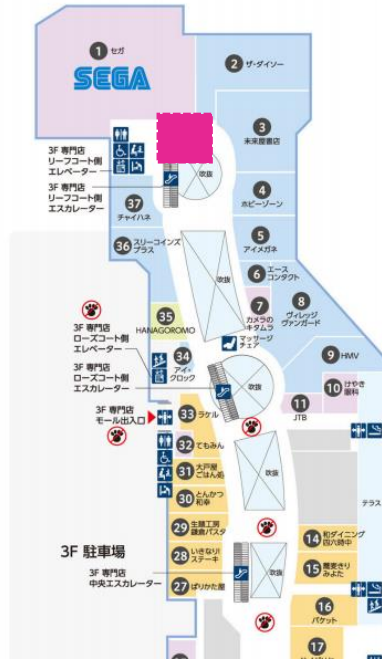 1 セガ
SEGA
2 ザ・ダイソー
3
未来屋書店
3F 専門店
リーフコート側
エレベーター
3F 専門店
リーフコート側
エスカレーター
吹抜
4
ホビーゾーン
37
チャイハネ
5
アイメガネ
36 スリーコインズ
プラス
吹抜
6 エース
コンタクト
7
カメラの
キタムラ
8
ヴィレッジ
ヴァンガード
35
HANAGOROMO
3F 専門店
ローズコート側
エレベーター
マッサージ
チェア
34
アイ・
クロック
9 HMV
3F 専門店
ローズコート側
エスカレーター
吹抜
10 けやき
眼科
11
JTB
3F 専門店
モール出入口
33 ラケル
32 てもみん
31 大戸屋
ごはん処
吹抜
30 とんかつ
和幸
テラス
29 生麺工房
鎌倉パスタ
14 和ダイニング
四六時中
3F 駐車場
28 いきなり!
ステーキ
15 蕎麦きり
みよた
3F 専門店
中央エスカレーター
吹抜
27 ぱりかた屋
16
バケット
17